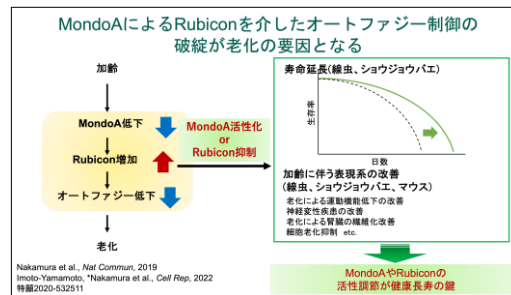 MondoAによるRubiconを介したオートファジー制御の
破綻が老化の要因となる
加齢
MondoA低下
Rubicon増加
オートファジー低下
老化
MondoA活性化
or
Rubicon抑制
寿命延長(線虫、ショウジョウバエ)
生存率
日数
加齢に伴う表現系の改善
(線虫、ショウジョウバエ、マウス)
老化による運動機能低下の改善
神経変性疾患の改善
老化による腎臓の線維化改善
細胞老化抑制 etc.
MondoAやRubiconの
活性調節が健康長寿の鍵
Nakamura et al., Nat Commun, 2019
Imoto-Yamamoto, *Nakamura et al., Cell Rep, 2022
特願2020-532511